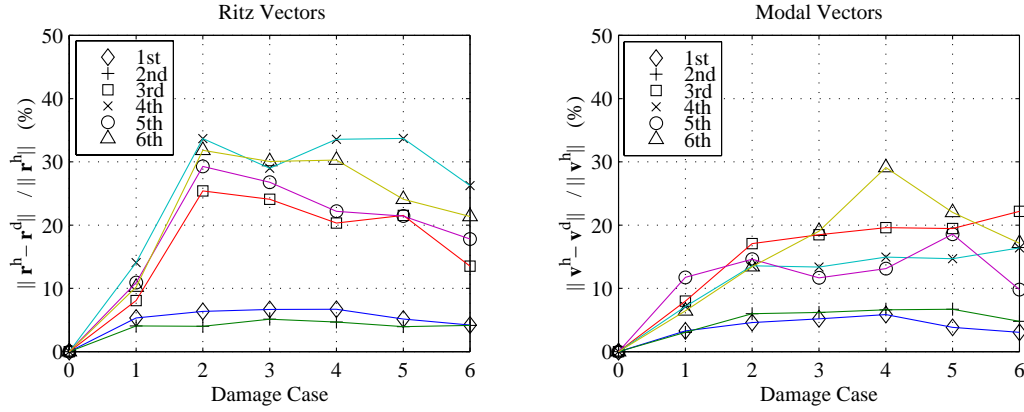 Ritz Vectors
|| r^h – r^d || / || r^h || (%)
50
40
30
20
10
0
1st
2nd
3rd
4th
5th
6th
0 1 2 3 4 5 6
Damage Case
Modal Vectors
|| v^h – v^d || / || v^h || (%)
50
40
30
20
10
0
1st
2nd
3rd
4th
5th
6th
0 1 2 3 4 5 6
Damage Case